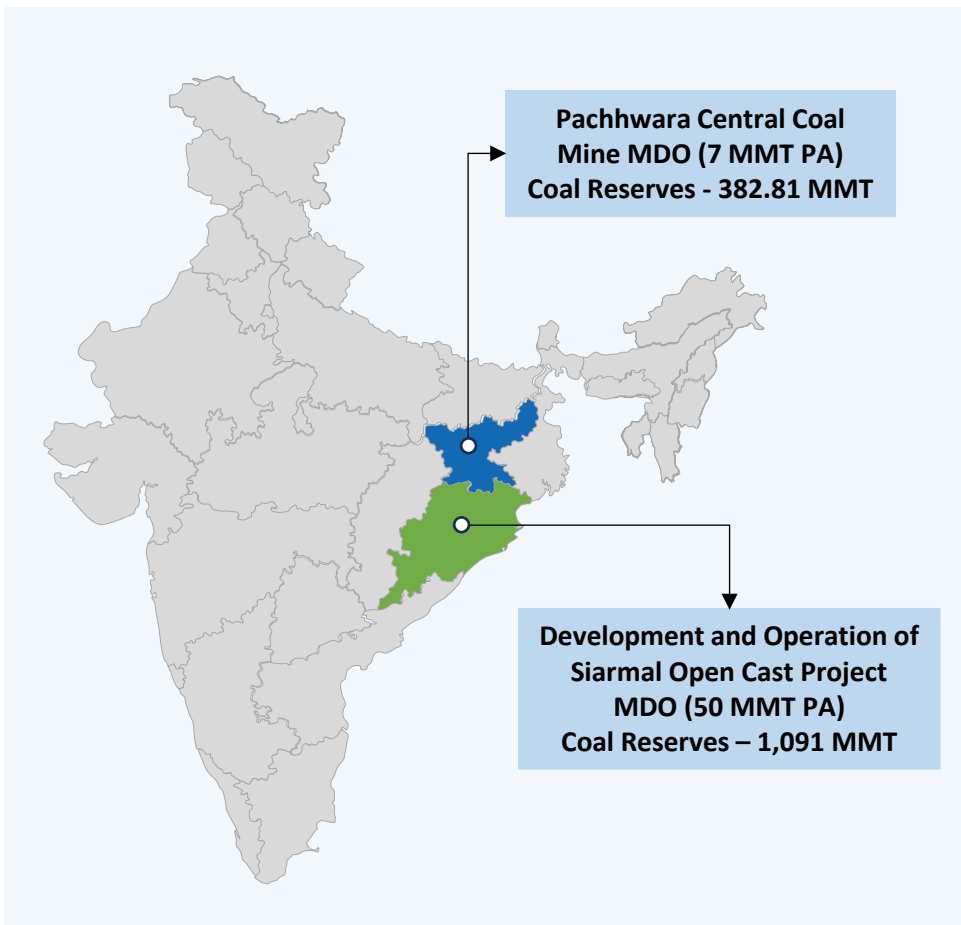 Pachhwara Central Coal
Mine MDO (7 MMT PA)
Coal Reserves - 382.81 MMT
Development and Operation of
Siarmal Open Cast Project
MDO (50 MMT PA)
Coal Reserves – 1,091 MMT